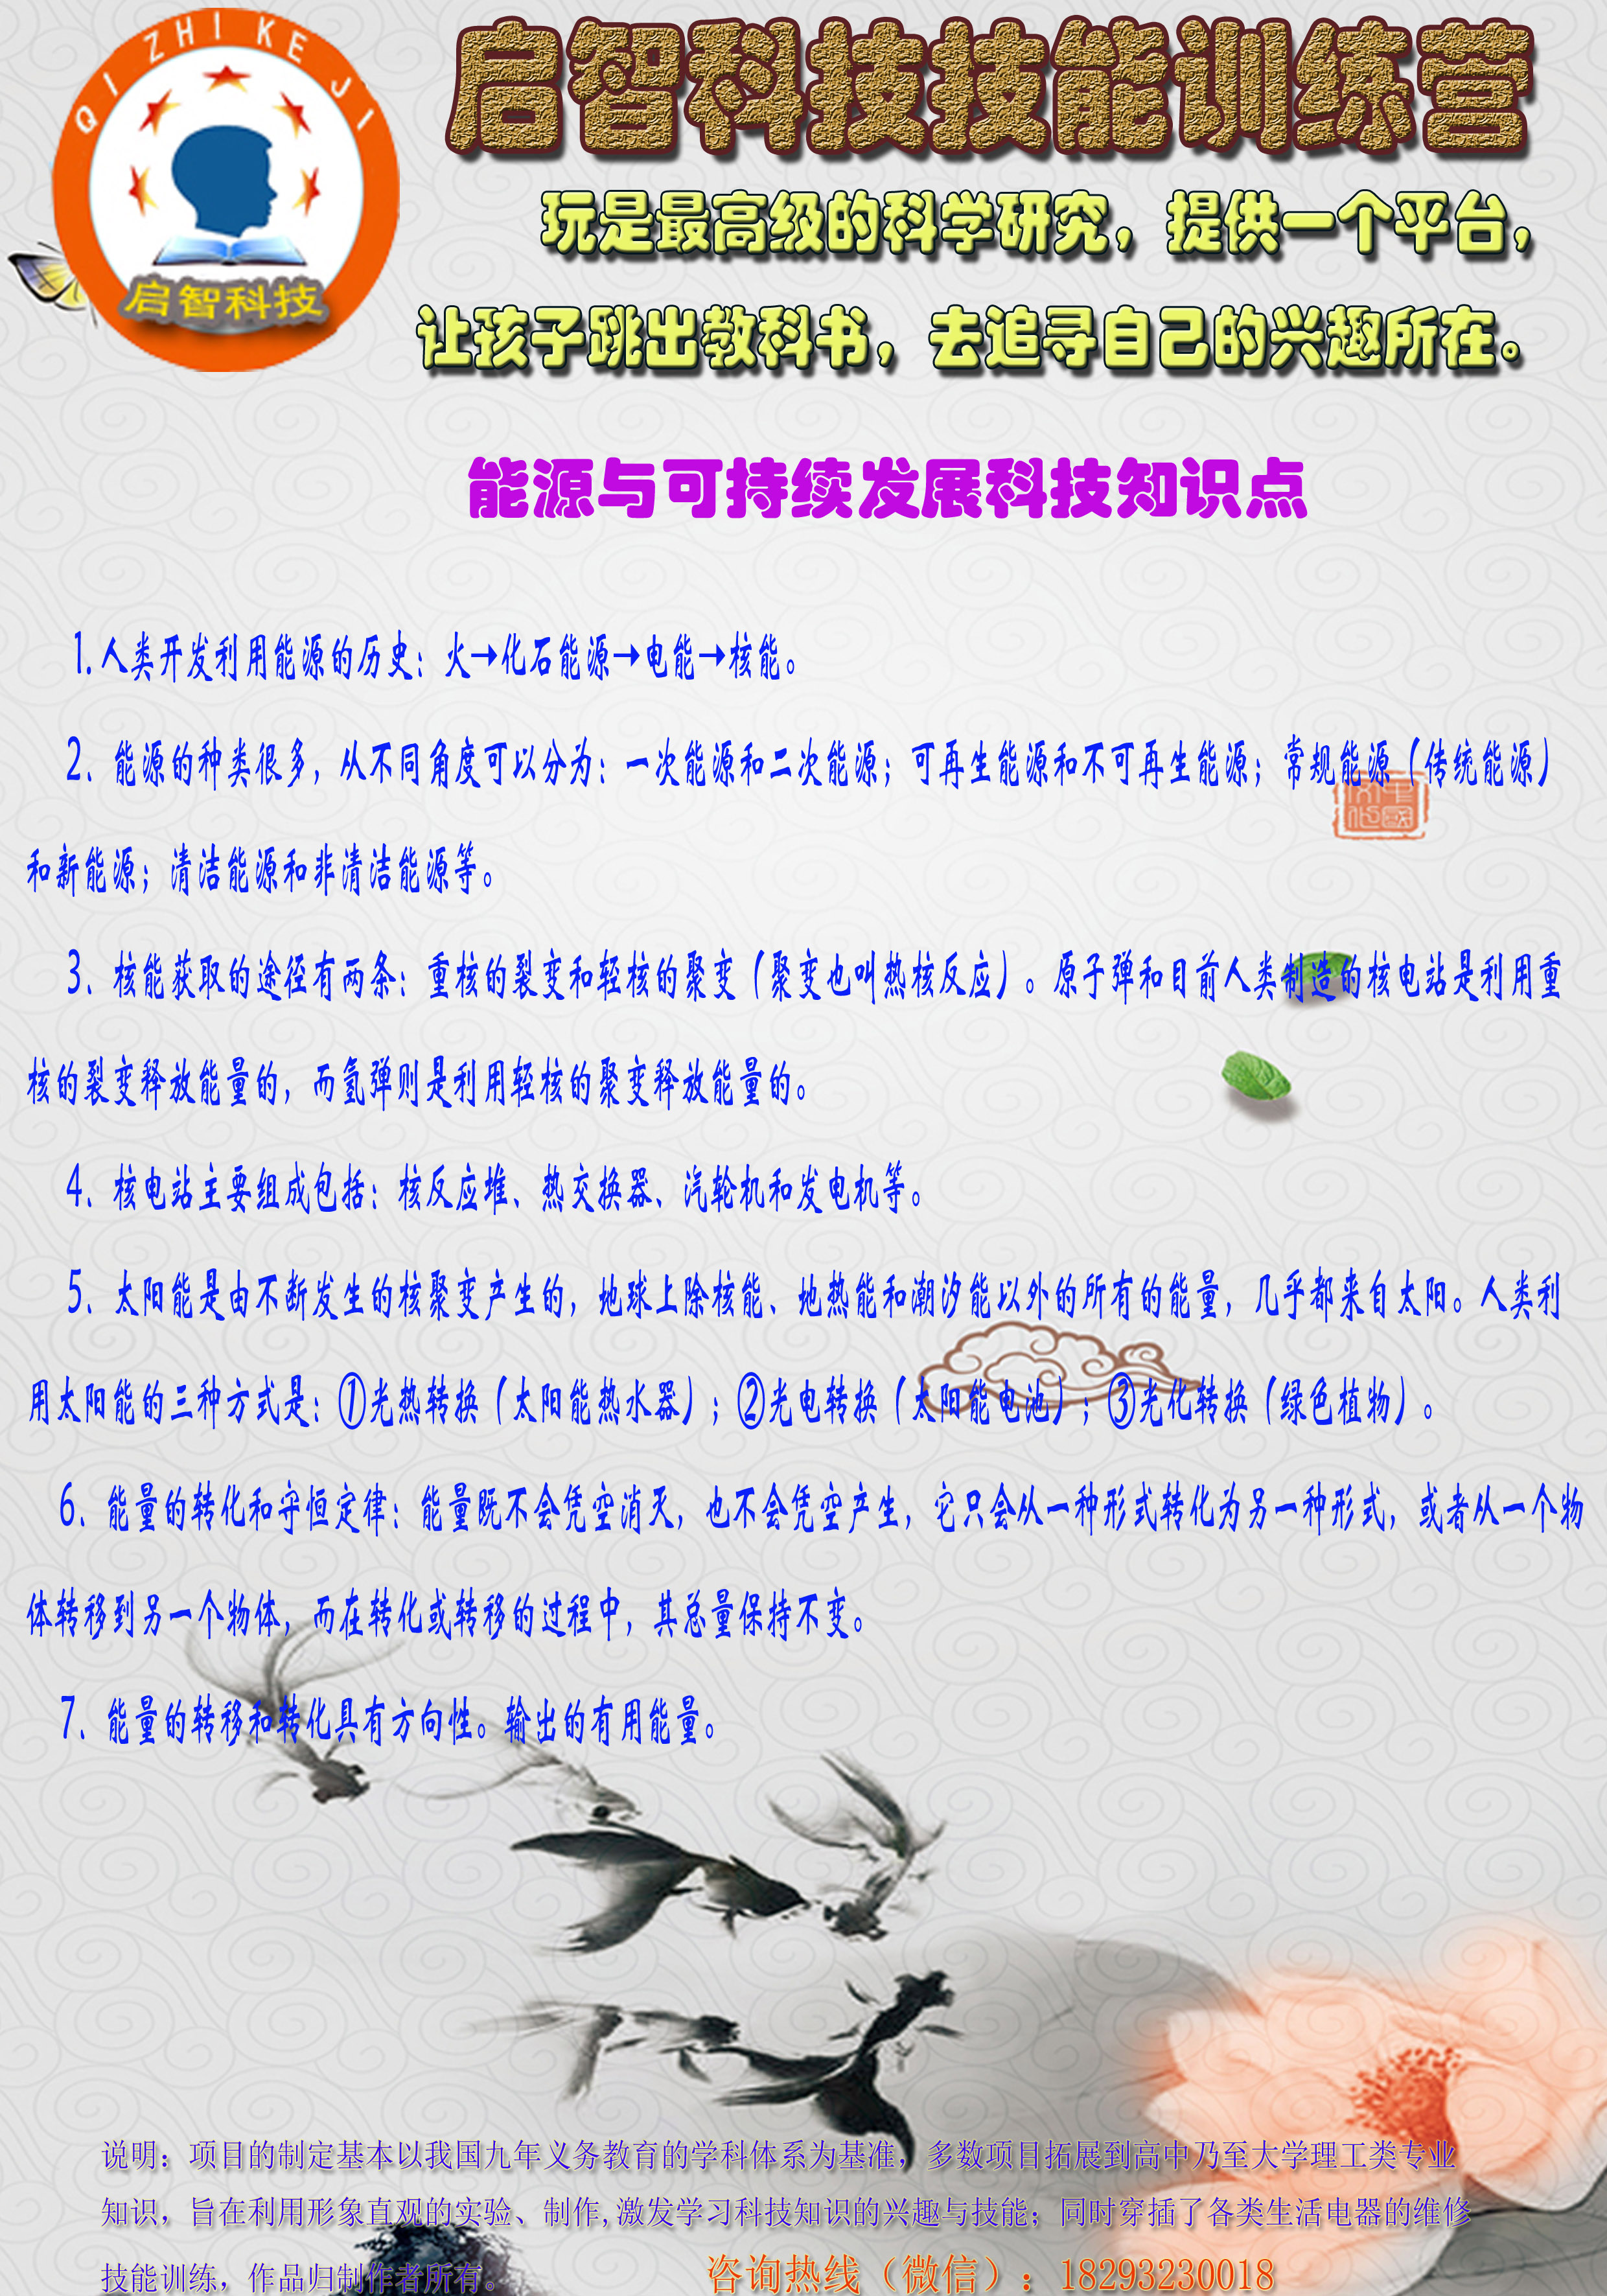 QI ZHI KE JI
启智科技
启智科技技能训练营
玩是最高级的科学研究，提供一个平台，
让孩子跳出教科书，去追寻自己的兴趣所在。
能源与可持续发展科技知识点
1.人类开发利用能源的历史：火→化石能源→电能→核能。
2、能源的种类很多，从不同角度可以分为：一次能源和二次能源；可再生能源和不可再生能源；常规能源（传统能源）
和新能源；清洁能源和非清洁能源等。
3、核能获取的途径有两条：重核的裂变和轻核的聚变（聚变也叫热核反应）。原子弹和目前人类制造的核电站是利用重
核的裂变释放能量的，而氢弹则是利用轻核的聚变释放能量的。
4、核电站主要组成包括：核反应堆、热交换器、汽轮机和发电机等。
5、太阳能是由不断发生的核聚变产生的，地球上除核能、地热能和潮汐能以外的所有的能量，几乎都来自太阳。人类利
用太阳能的三种方式是：①光热转换（太阳能热水器）；②光电转换（太阳能电池）；③光化转换（绿色植物）。
6、能量的转化和守恒定律：能量既不会凭空消灭，也不会凭空产生，它只会从一种形式转化为另一种形式，或者从一个物
体转移到另一个物体，而在转化或转移的过程中，其总量保持不变。
7、能量的转移和转化具有方向性。输出的有用能量。
说明：项目的制定基本以我国九年义务教育的学科体系为基准，多数项目拓展到高中乃至大学理工类专业
知识，旨在利用形象直观的实验、制作,激发学习科技知识的兴趣与技能；同时穿插了各类生活电器的维修
技能训练，作品归制作者所有。
咨询热线（微信）：18293230018